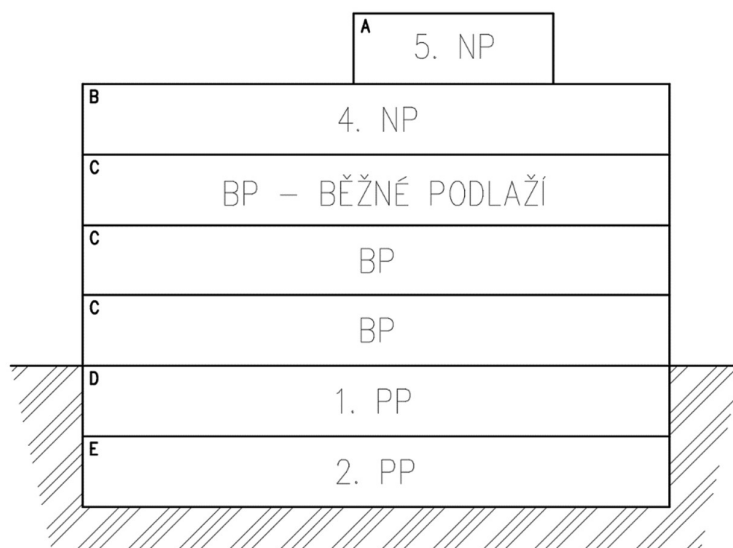 A
5. NP
B
4. NP
C
BP – BĚŽNÉ PODLAŽÍ
C
BP
C
BP
D
1. PP
E
2. PP